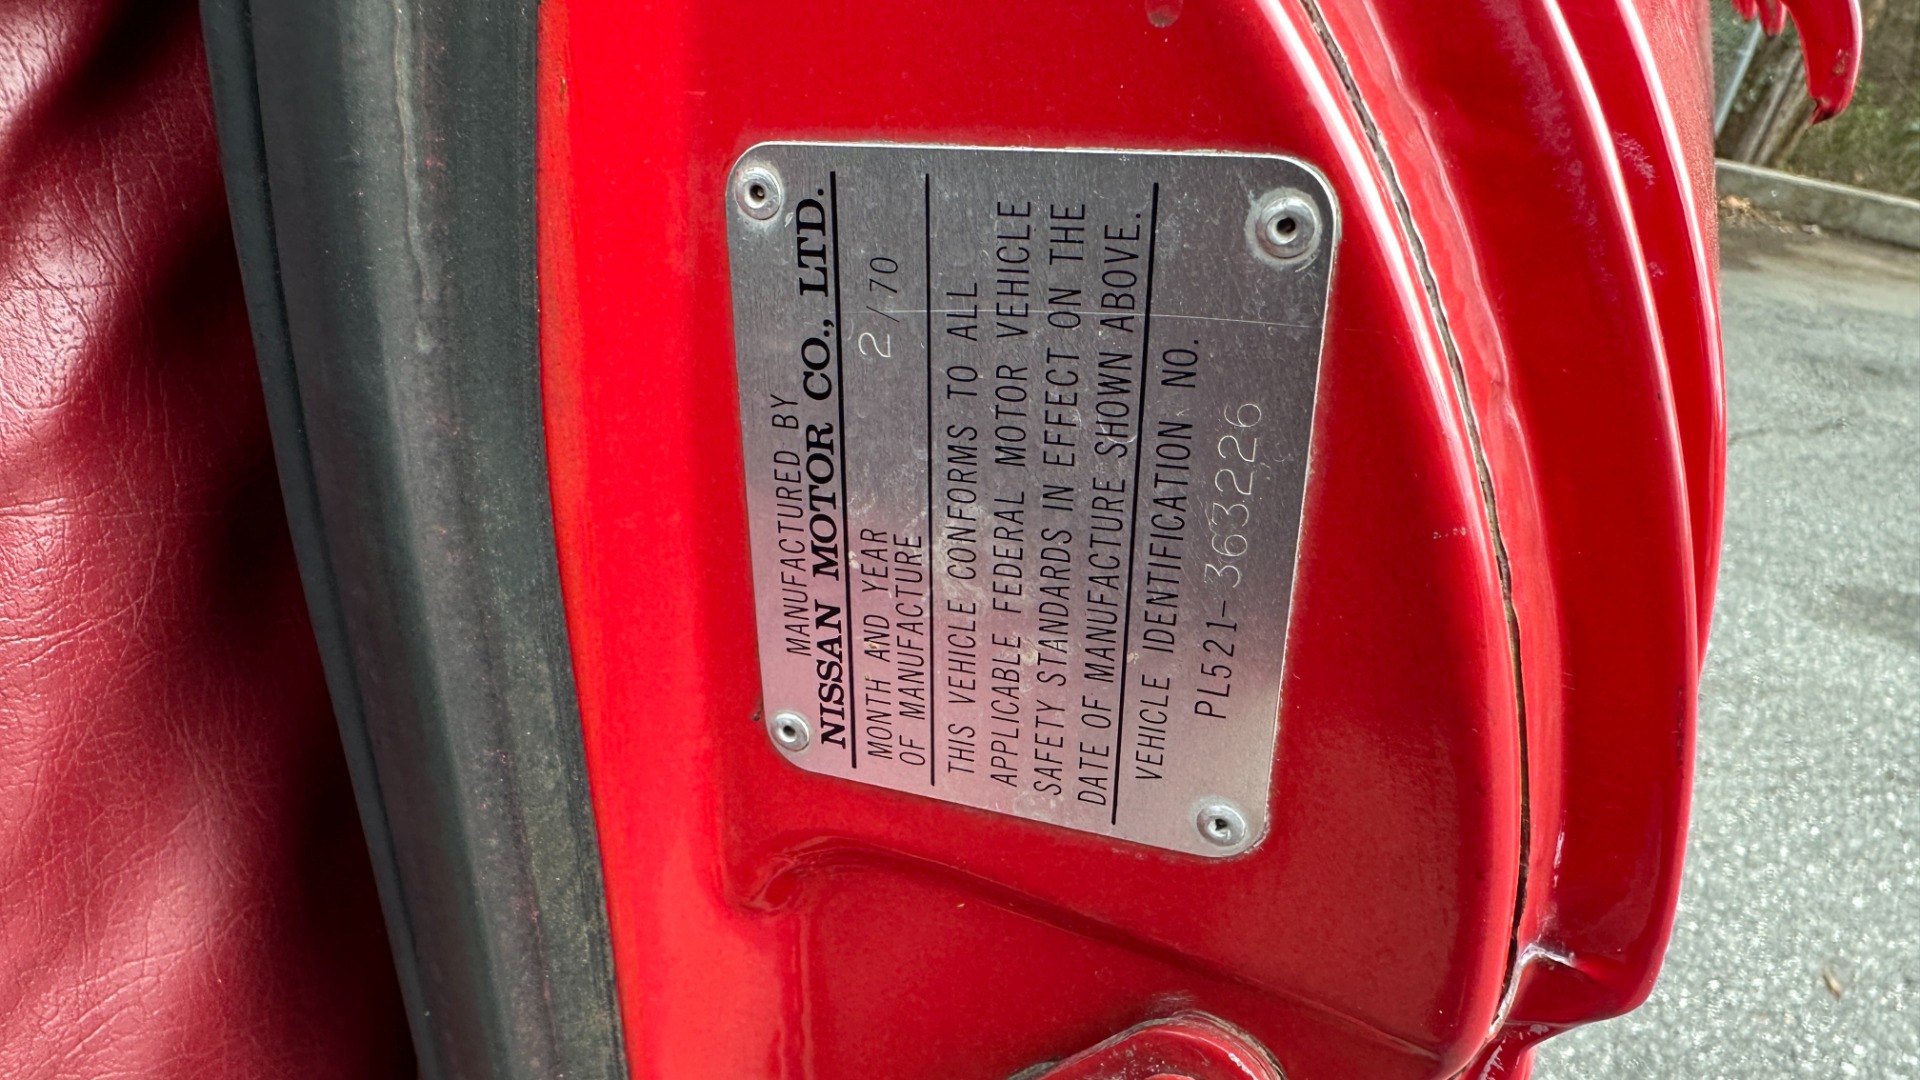 MANUFACTURED BY
NISSAN MOTOR CO., LTD.
MONTH AND YEAR
OF MANUFACTURE
2/70
THIS VEHICLE CONFORMS TO ALL
APPLICABLE FEDERAL MOTOR VEHICLE
SAFETY STANDARDS IN EFFECT ON THE
DATE OF MANUFACTURE SHOWN ABOVE.
VEHICLE IDENTIFICATION NO.
PL521-363226